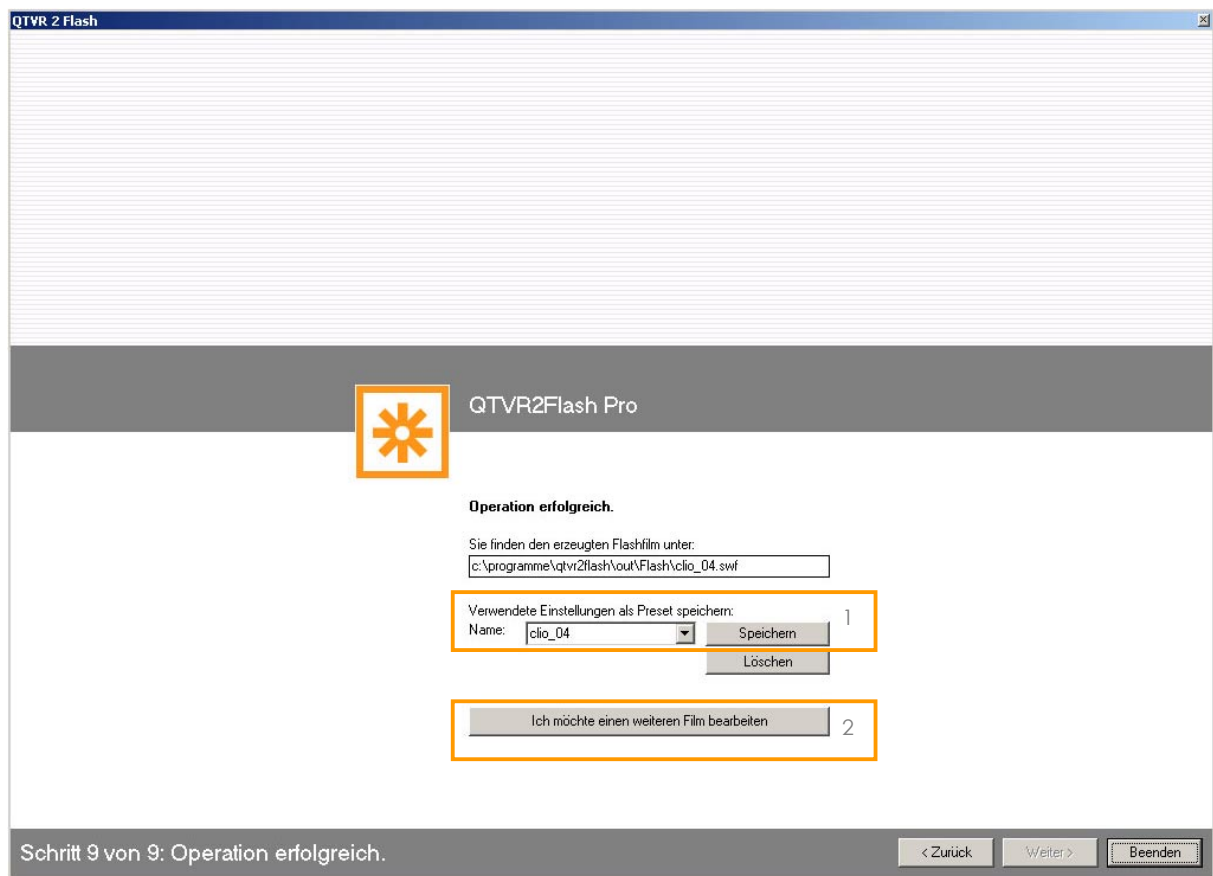 QTVR 2 Flash
QTVR2Flash Pro
Operation erfolgreich.
Sie finden den erzeugten Flashfilm unter:
c:\programme\qtvr2flash\out\Flash\clio_04.swf
Verwendete Einstellungen als Preset speichern:
1
Name: clio_04 Speichern
Löschen
Ich möchte einen weiteren Film bearbeiten 2
Schritt 9 von 9: Operation erfolgreich. < Zurück Weiter > Beenden